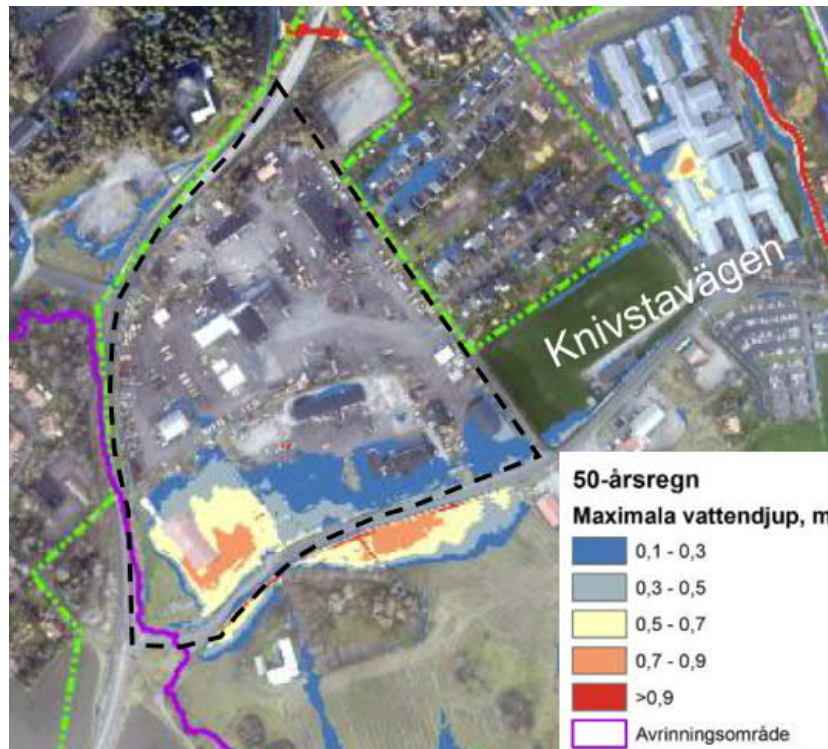 Knivstavägen
50-årsregn
Maximala vattendjup, m
0,1 - 0,3
0,3 - 0,5
0,5 - 0,7
0,7 - 0,9
>0,9
Avrinningsområde